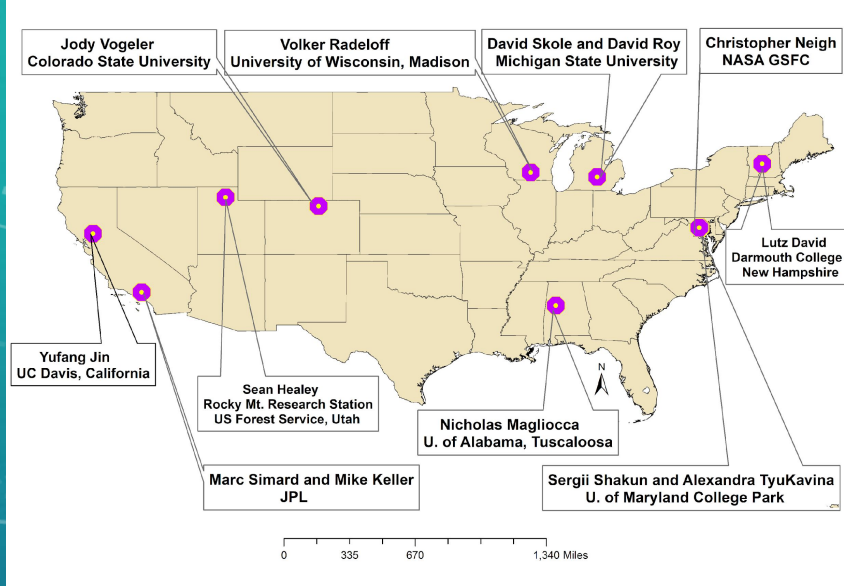 Jody Vogeler
Colorado State University
Volker Radeloff
University of Wisconsin, Madison
David Skole and David Roy
Michigan State University
Christopher Neigh
NASA GSFC
Lutz David
Darmouth College
New Hampshire
Yufang Jin
UC Davis, California
Sean Healey
Rocky Mt. Research Station
US Forest Service, Utah
N
Nicholas Magliocca
U. of Alabama, Tuscaloosa
Marc Simard and Mike Keller
JPL
Sergii Shakun and Alexandra TyuKavina
U. of Maryland College Park
0 335 670 1,340 Miles